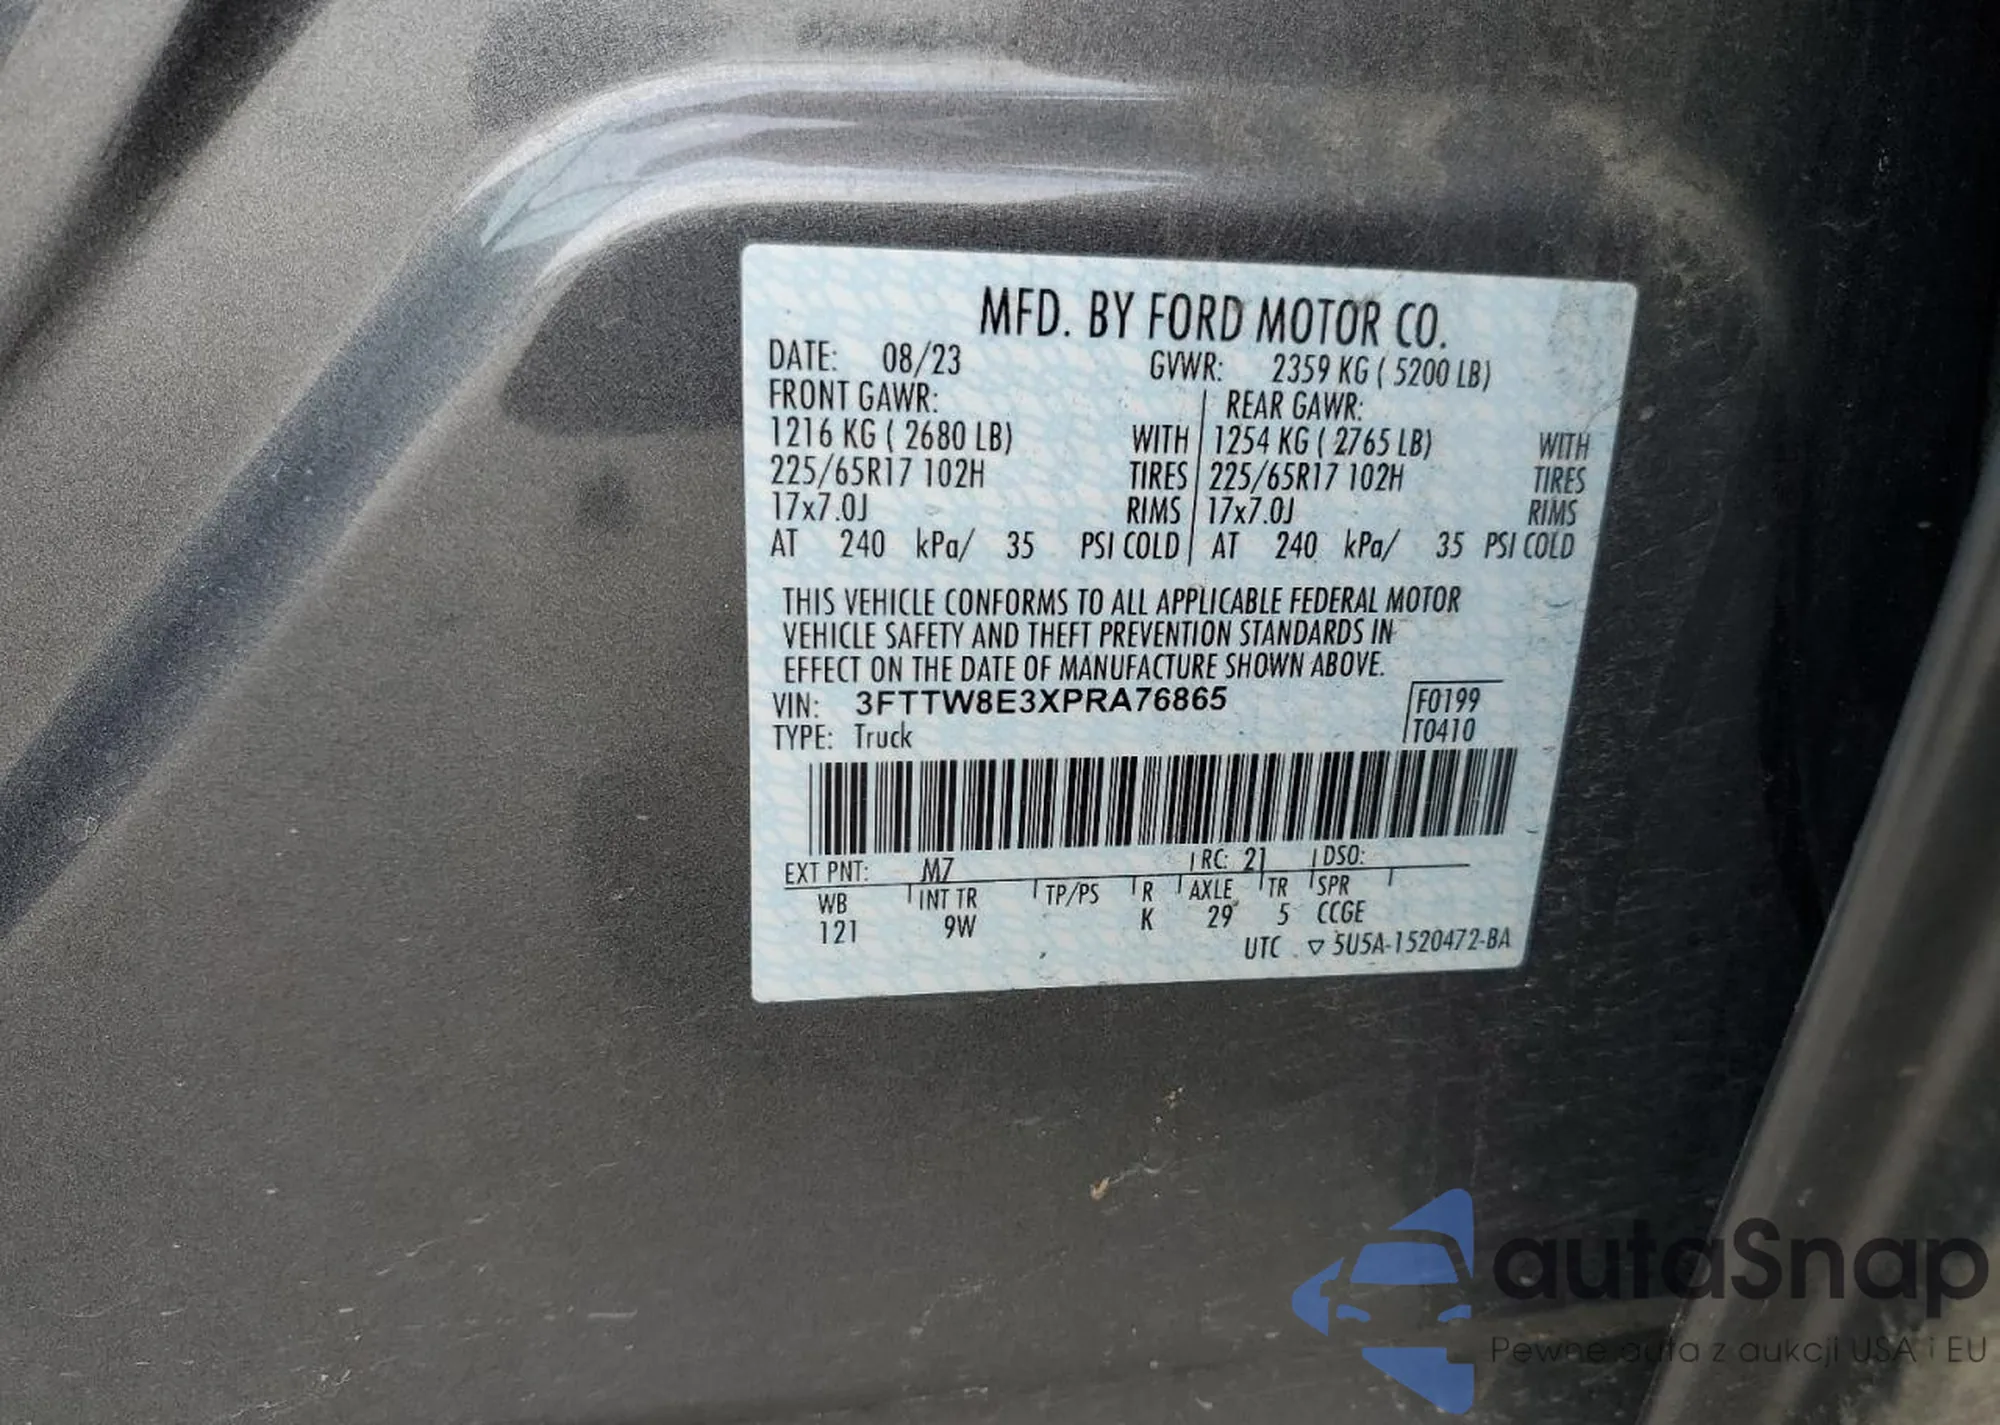 MFD. BY FORD MOTOR CO.
DATE: 08/23 GVWR: 2359 KG ( 5200 LB)
FRONT GAWR: REAR GAWR:
1216 KG ( 2680 LB) WITH 1254 KG ( 2765 LB) WITH
225/65R17 102H TIRES 225/65R17 102H TIRES
17x7.0J RIMS 17x7.0J RIMS
AT 240 kPa/ 35 PSI COLD AT 240 kPa/ 35 PSI COLD
THIS VEHICLE CONFORMS TO ALL APPLICABLE FEDERAL MOTOR
VEHICLE SAFETY AND THEFT PREVENTION STANDARDS IN
EFFECT ON THE DATE OF MANUFACTURE SHOWN ABOVE.
VIN: 3FTTW8E3XPRA76865 F0199
TYPE: Truck T0410
EXT PNT: M7 RC: 21 DSO:
WB INT TR TP/PS R AXLE TR SPR
121 9W K 29 5 CCGE
UTC ▽ 5U5A-1520472-BA
autaSnap
Pewne auta z aukcji USA i EU